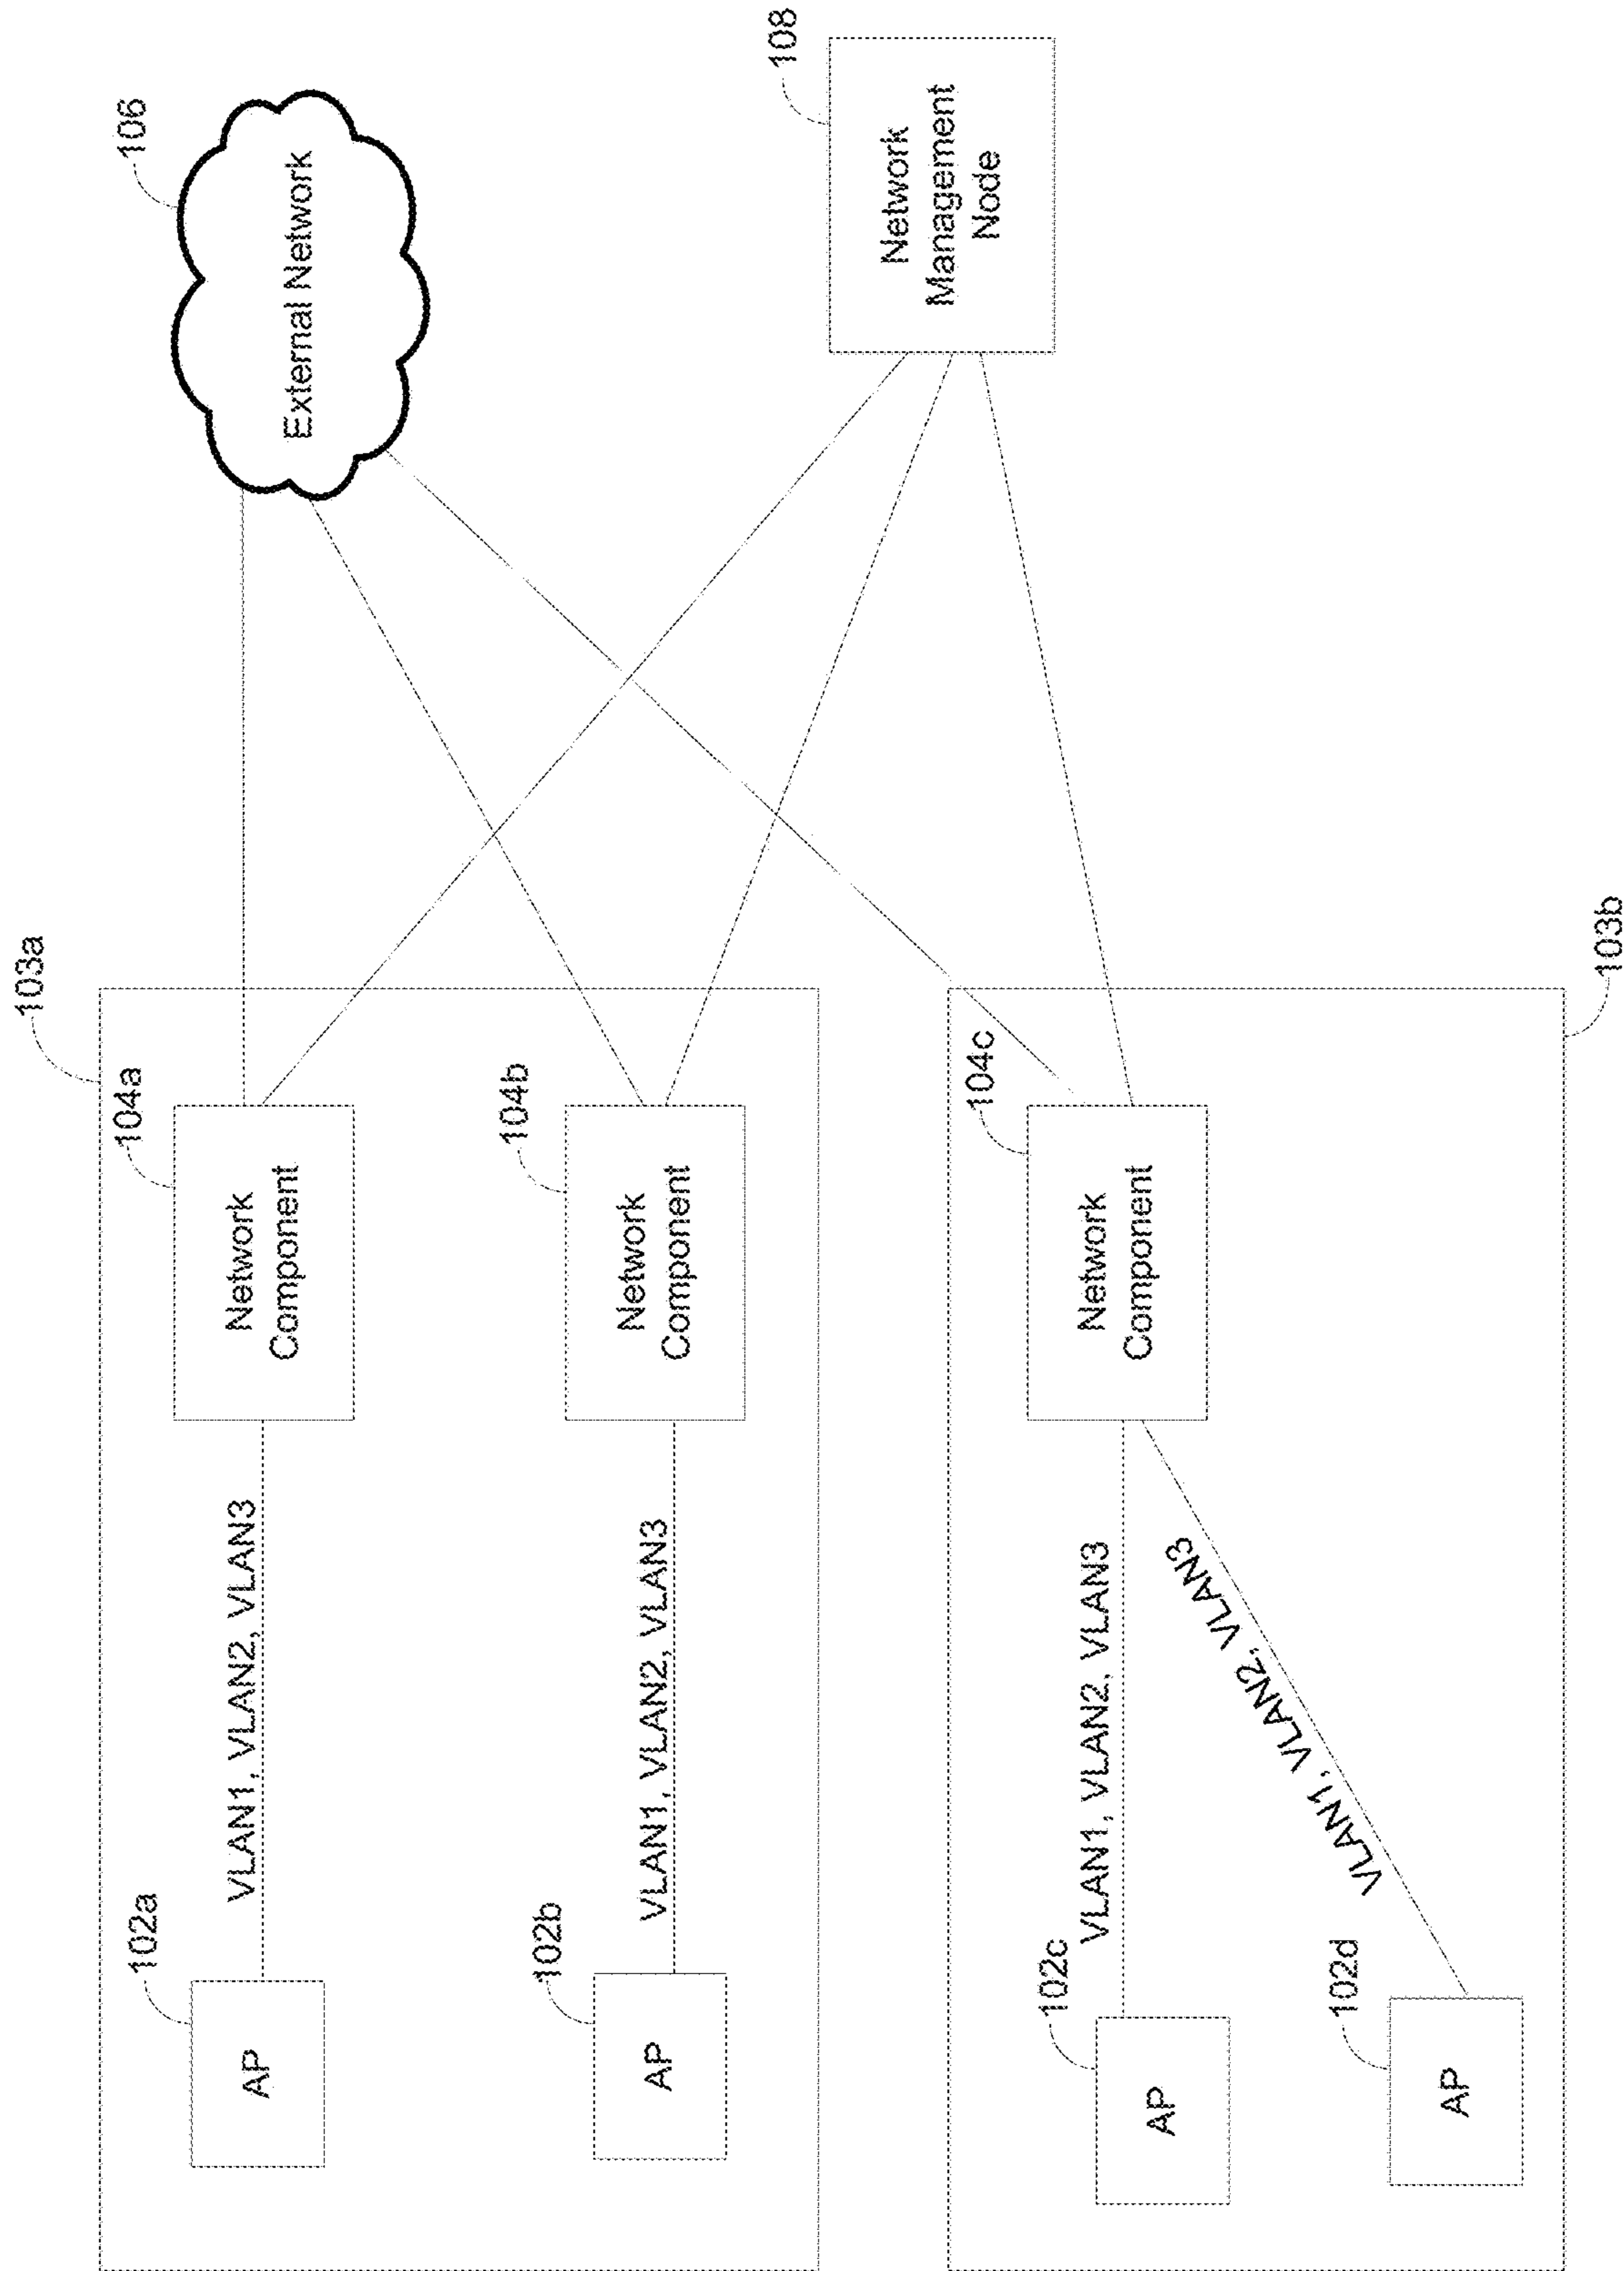 103a
104a
102a
AP
VLAN1, VLAN2, VLAN3
Network
Component
106
External Network
102b
AP
VLAN1, VLAN2, VLAN3
104b
Network
Component
108
Network
Management
Node
102c
AP
VLAN1, VLAN2, VLAN3
104c
Network
Component
102d
AP
VLAN1, VLAN2, VLAN3
103b